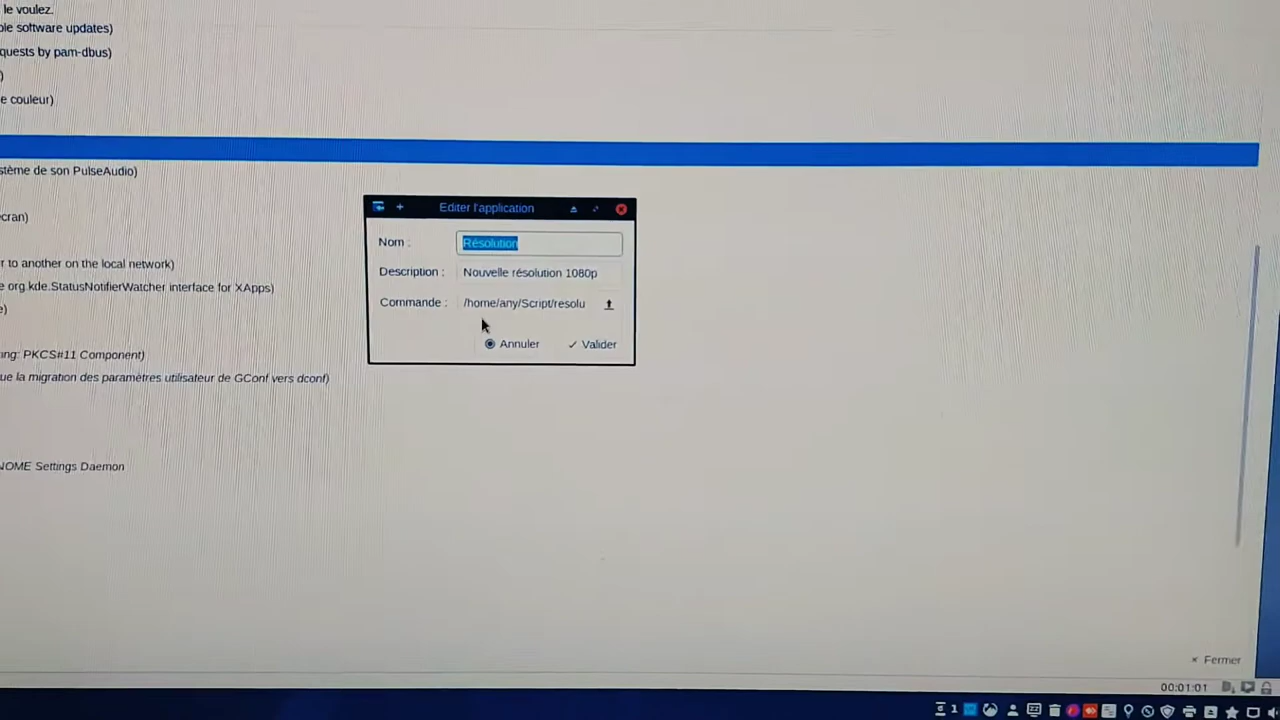 le voulez.
ble software updates)
quests by pam-dbus)
)
e couleur)
stème de son PulseAudio)
cran)
r to another on the local network)
e org.kde.StatusNotifierWatcher interface for XApps)
e)
ing: PKCS#11 Component)
ue la migration des paramètres utilisateur de GConf vers dconf)
NOME Settings Daemon
Editer l'application
Nom :
Résolution
Description :
Nouvelle résolution 1080p
Commande :
/home/any/Script/resolu
Annuler
Valider
Fermer
00:01:01
1